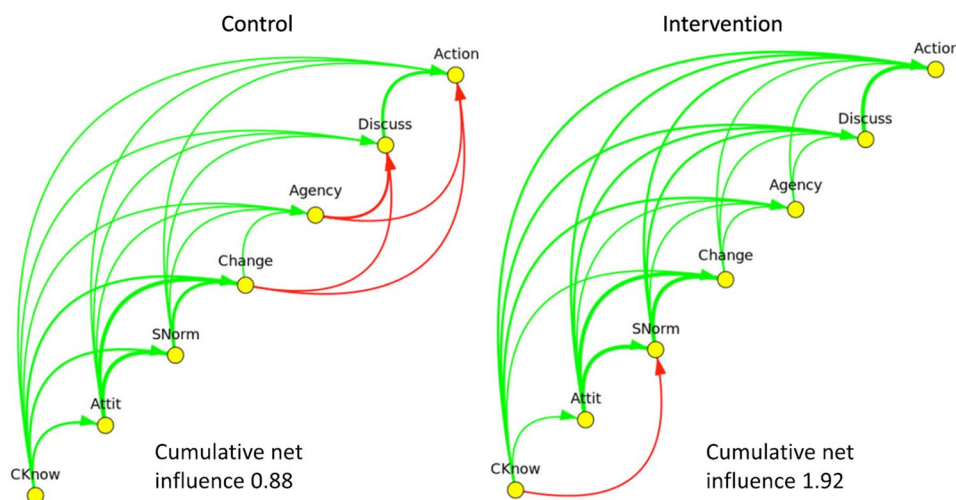 Control
Action
Discuss
Agency
Change
SNorm
Attit
CKnow
Cumulative net
influence 0.88
Intervention
Action
Discuss
Agency
Change
SNorm
Attit
CKnow
Cumulative net
influence 1.92